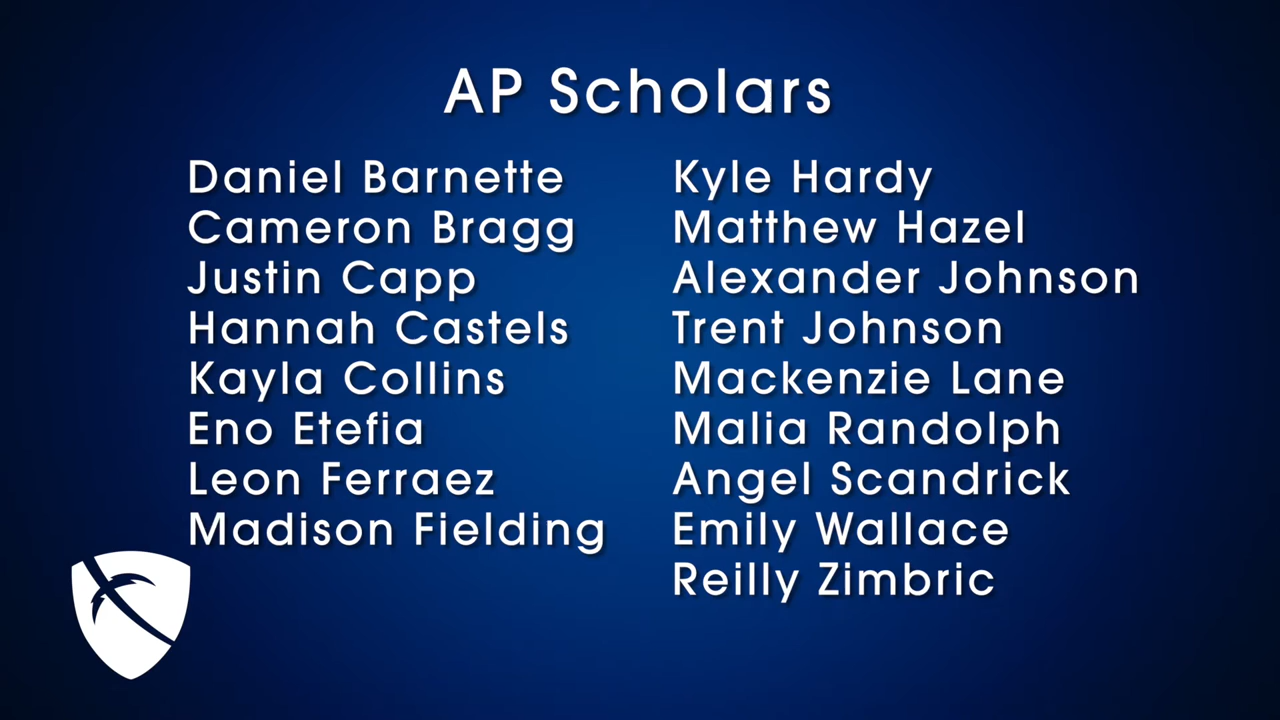 AP Scholars
Daniel Barnette
Cameron Bragg
Justin Capp
Hannah Castels
Kayla Collins
Eno Etefia
Leon Ferraez
Madison Fielding
Kyle Hardy
Matthew Hazel
Alexander Johnson
Trent Johnson
Mackenzie Lane
Malia Randolph
Angel Scandrick
Emily Wallace
Reilly Zimbric